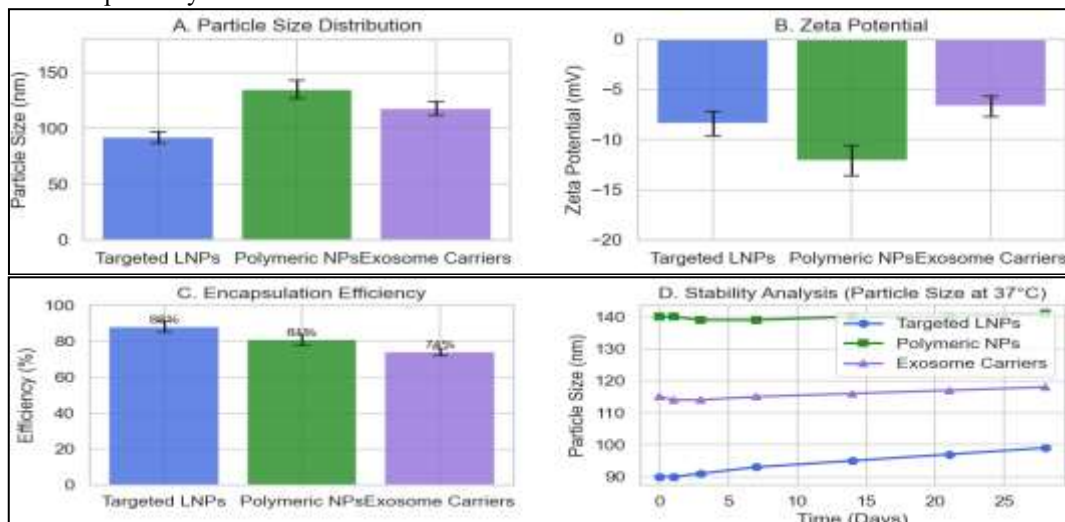 A. Particle Size Distribution
Particle Size (nm)
150
100
50
0
Targeted LNPs Polymeric NPs Exosome Carriers
B. Zeta Potential
Zeta Potential (mV)
0
−5
−10
−15
−20
Targeted LNPs Polymeric NPs Exosome Carriers
C. Encapsulation Efficiency
Efficiency (%)
100
80
60
40
20
0
Targeted LNPs Polymeric NPs Exosome Carriers
D. Stability Analysis (Particle Size at 37°C)
Particle Size (nm)
140
130
120
110
100
90
Targeted LNPs
Polymeric NPs
Exosome Carriers
0 5 10 15 20 25
Time (Days)